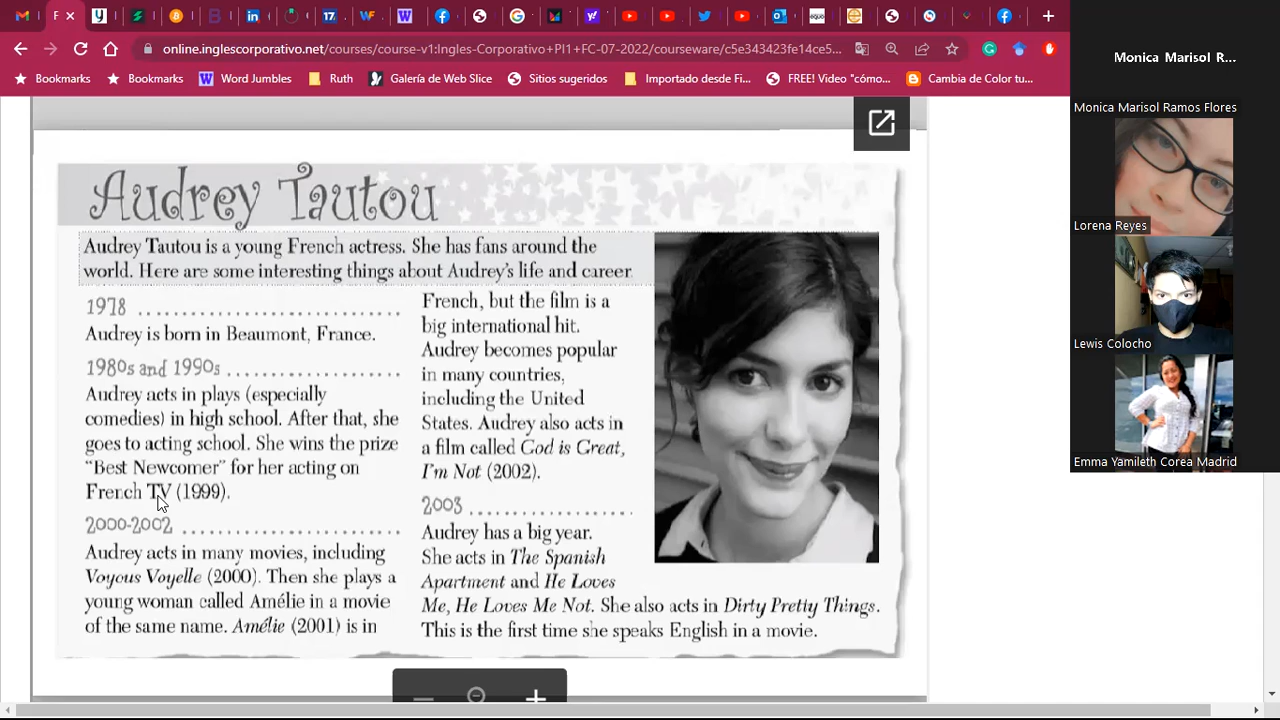 F
17
online.inglescorporativo.net/courses/course-v1:Ingles-Corporativo+PI1+FC-07-2022/courseware/c5e343423fe14ce5...
Bookmarks
Bookmarks
Word Jumbles
Ruth
Galería de Web Slice
Sitios sugeridos
Importado desde Fi...
FREE! Video "cómo...
Cambia de Color tu...
Audrey Tautou
Audrey Tautou is a young French actress. She has fans around the
world. Here are some interesting things about Audrey's life and career
1978
Audrey is born in Beaumont, France.
1980s and 1990s
Audrey acts in plays (especially
comedies) in high school. After that, she
goes to acting school. She wins the prize
"Best Newcomer" for her acting on
French TV (1999).
2000-2002
Audrey acts in many movies, including
Voyous Voyelle (2000). Then she plays a
young woman called Amélie in a movie
of the same name. Amélie (2001) is in
French, but the film is a
big international hit.
Audrey becomes popular
in many countries,
including the United
States. Audrey also acts in
a film called God is Great,
I'm Not (2002).
2003
Audrey has a big year.
She acts in The Spanish
Apartment and He Loves
Me, He Loves Me Not. She also acts in Dirty Pretty Things.
This is the first time she speaks English in a movie.
Monica Marisol R...
Monica Marisol Ramos Flores
Lorena Reyes
Lewis Colocho
Emma Yamileth Corea Madrid